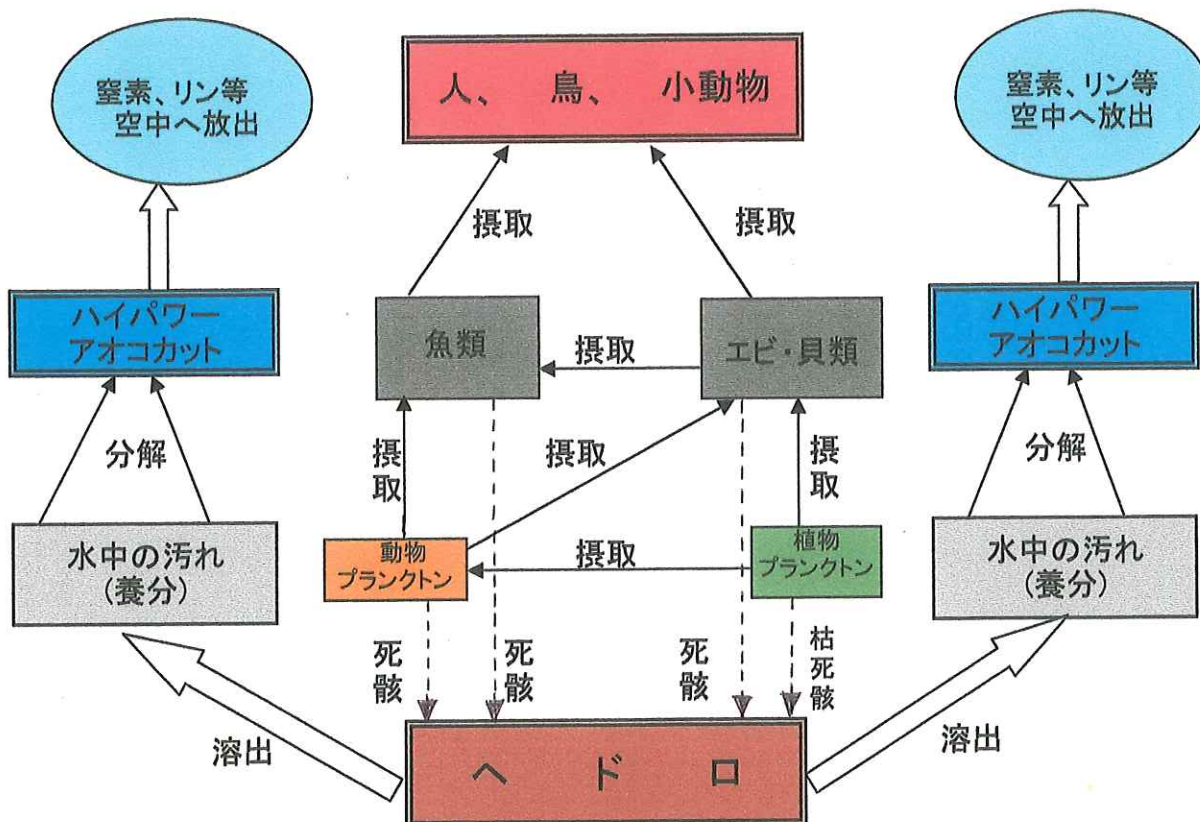 窒素、リン等
空中へ放出
人、 鳥、 小動物
窒素、リン等
空中へ放出
摂取
摂取
ハイパワー
アオコカット
魚類
摂取
エビ・貝類
ハイパワー
アオコカット
分解
摂取
摂取
摂取
分解
水中の汚れ
(養分)
動物
プランクトン
摂取
植物
プランクトン
水中の汚れ
(養分)
死骸
死骸
死骸
枯死骸
溶出
ヘ ド ロ
溶出